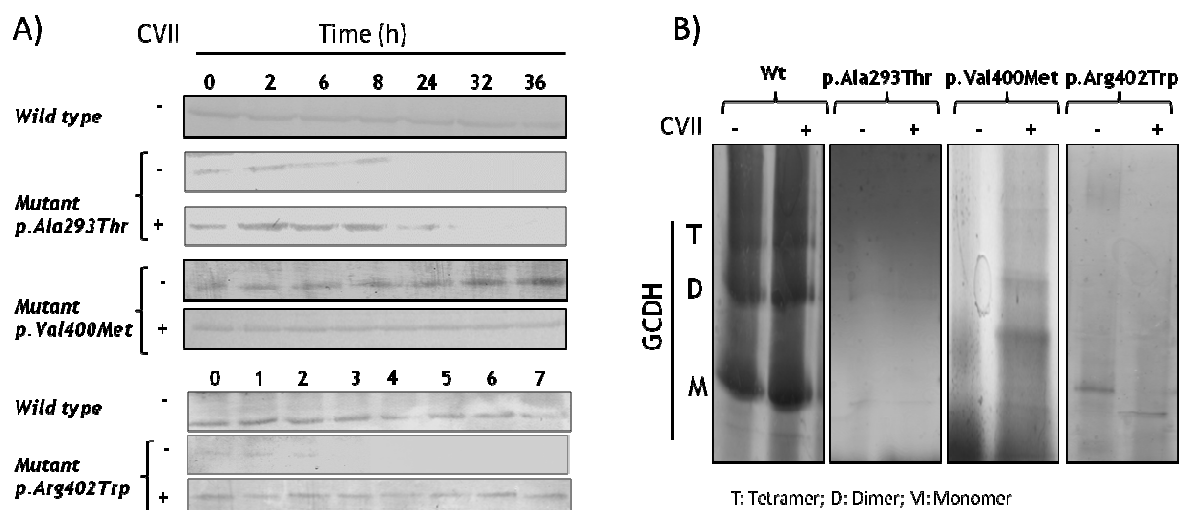 A)
CVII
Time (h)
0 2 6 8 24 32 36
Wild type
-
Mutant
p.Ala293Thr
-
+
Mutant
p.Val400Met
-
+
0 1 2 3 4 5 6 7
Wild type
-
Mutant
p.Arg402Trp
-
+
B)
Wt p.Ala293Thr p.Val400Met p.Arg402Trp
CVII - + - + - + - +
GCDH
T
D
M
T: Tetramer; D: Dimer; M: Monomer